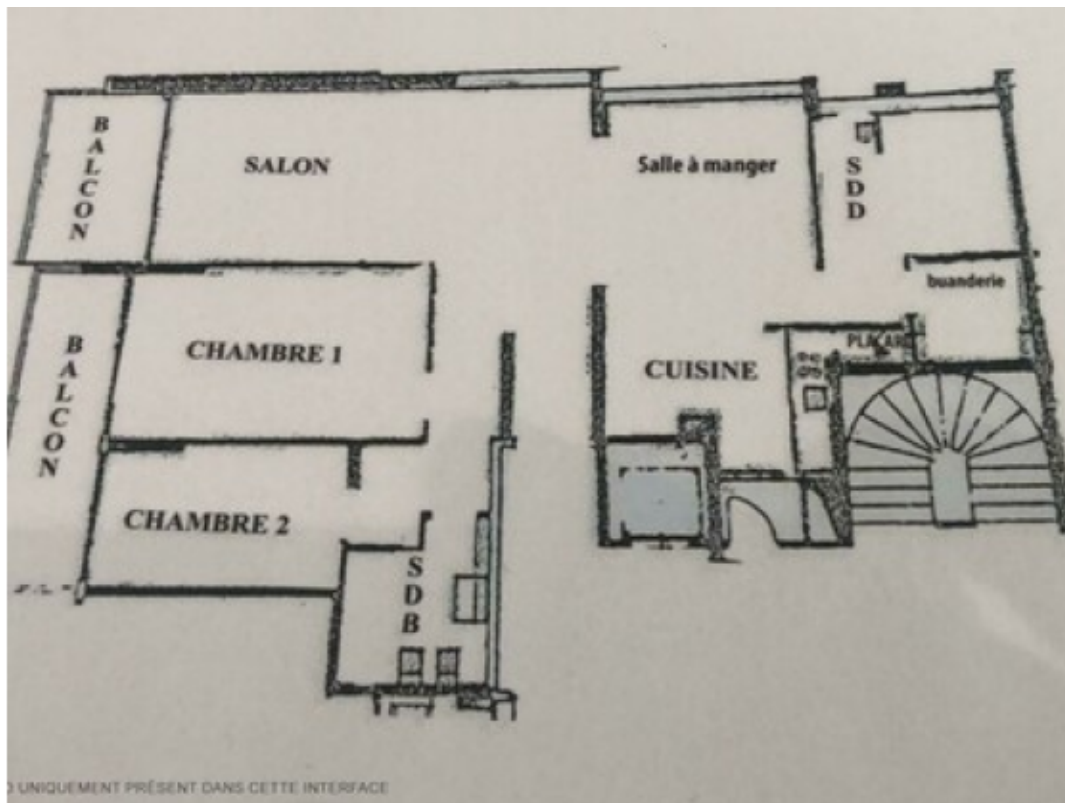 BALCON
SALON
Salle à manger
SDD
buanderie
BALCON
CHAMBRE 1
CUISINE
PLACARD
CHAMBRE 2
SDB
UNIQUEMENT PRÉSENT DANS CETTE INTERFACE